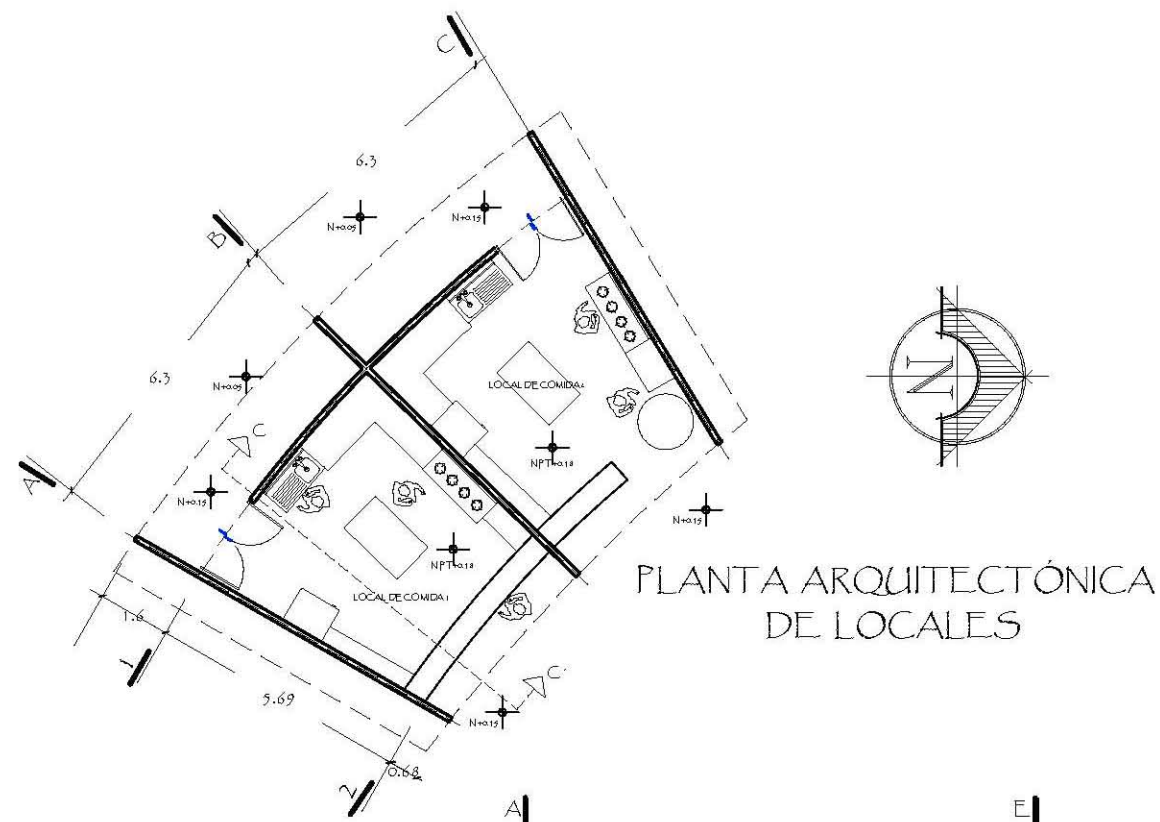 C
6.3
N+0.15
N+0.05
B
6.3
LOCAL DE COMIDA 2
N+0.05
N
C
A
NPT+0.18
N+0.15
N+0.15
NPT+0.18
PLANTA ARQUITECTÓNICA
DE LOCALES
LOCAL DE COMIDA 1
1.6
1
C'
5.69
N+0.15
0.68
2
A
E